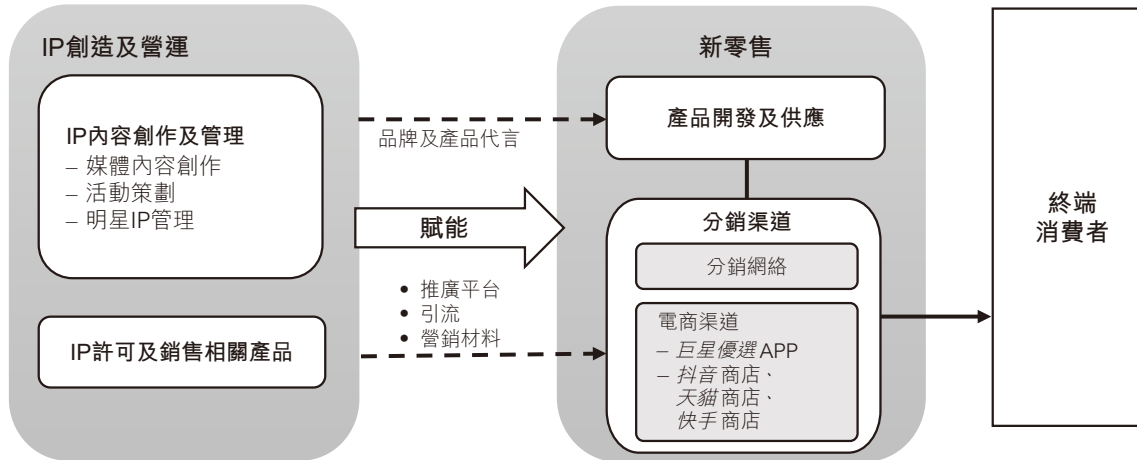 IP創造及營運
IP內容創作及管理
– 媒體內容創作
– 活動策劃
– 明星IP管理
IP許可及銷售相關產品
品牌及產品代言
賦能
• 推廣平台
• 引流
• 營銷材料
新零售
產品開發及供應
分銷渠道
分銷網絡
電商渠道
– 巨星優選 APP
– 抖音 商店、
天貓 商店、
快手 商店
終端
消費者